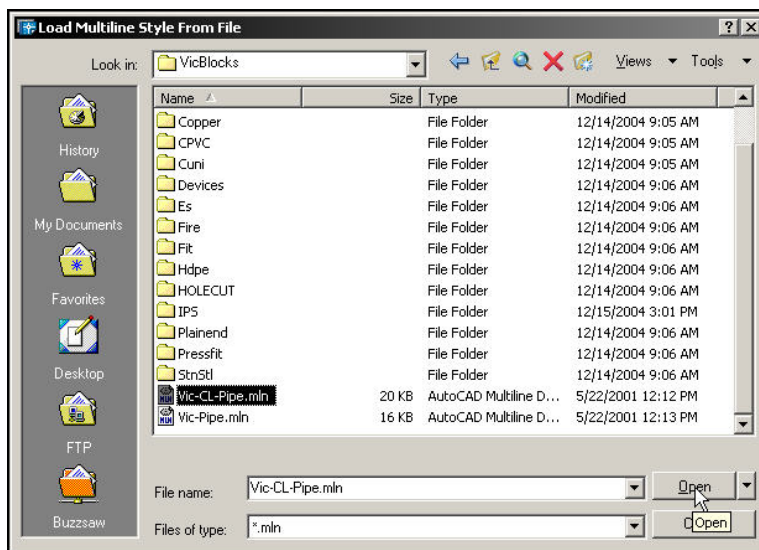 Load Multiline Style From File
Look in: VicBlocks Views Tools
Name Size Type Modified
Copper File Folder 12/14/2004 9:05 AM
CPVC File Folder 12/14/2004 9:05 AM
Cuni File Folder 12/14/2004 9:05 AM
Devices File Folder 12/14/2004 9:06 AM
Es File Folder 12/14/2004 9:06 AM
Fire File Folder 12/14/2004 9:06 AM
Fit File Folder 12/14/2004 9:06 AM
Hdpe File Folder 12/14/2004 9:06 AM
HOLECUT File Folder 12/14/2004 9:06 AM
IPS File Folder 12/15/2004 3:01 PM
Plainend File Folder 12/14/2004 9:06 AM
Pressfit File Folder 12/14/2004 9:06 AM
StnStl File Folder 12/14/2004 9:06 AM
Vic-CL-Pipe.mln 20 KB AutoCAD Multiline D... 5/22/2001 12:12 PM
Vic-Pipe.mln 16 KB AutoCAD Multiline D... 5/22/2001 12:13 PM
History
My Documents
Favorites
Desktop
FTP
Buzzsaw
File name: Vic-CL-Pipe.mln Open
Files of type: *.mln
Open